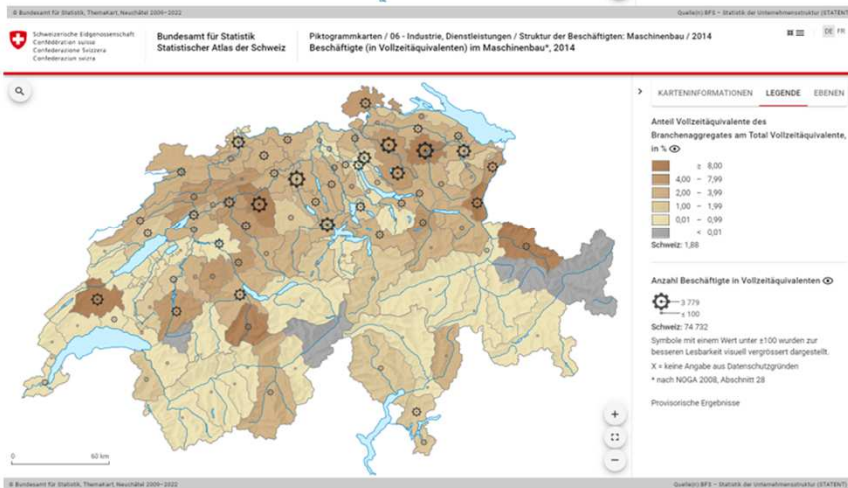 © Bundesamt für Statistik, ThemaKart, Neuchâtel 2009–2022
Quelle(n): BFS – Statistik der Unternehmensstruktur (STATENT)
Schweizerische Eidgenossenschaft
Confédération suisse
Confederazione Svizzera
Confederaziun svizra
Bundesamt für Statistik
Statistischer Atlas der Schweiz
Piktogrammkarten / 06 - Industrie, Dienstleistungen / Struktur der Beschäftigten: Maschinenbau / 2014
Beschäftigte (in Vollzeitäquivalenten) im Maschinenbau*, 2014
DE FR
KARTENINFORMATIONEN LEGENDE EBENEN
Anteil Vollzeitäquivalente des
Branchenaggregates am Total Vollzeitäquivalente,
in %
≥ 8,00
4,00 – 7,99
2,00 – 3,99
1,00 – 1,99
0,01 – 0,99
< 0,01
Schweiz: 1,88
Anzahl Beschäftigte in Vollzeitäquivalenten
3 779
± 100
Schweiz: 74 732
Symbole mit einem Wert unter ±100 wurden zur
besseren Lesbarkeit visuell vergrössert dargestellt.
X = keine Angabe aus Datenschutzgründen
* nach NOGA 2008, Abschnitt 28
Provisorische Ergebnisse
0 60 km
© Bundesamt für Statistik, ThemaKart, Neuchâtel 2009–2022
Quelle(n): BFS – Statistik der Unternehmensstruktur (STATENT)